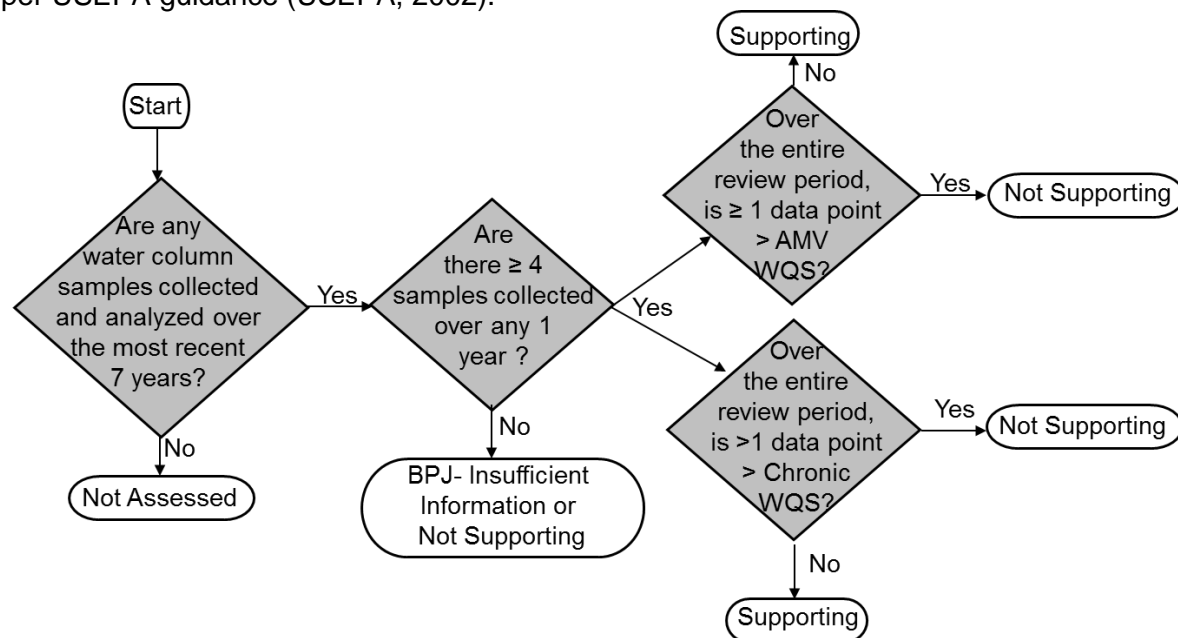 per USEPA guidance (USEPA, 2002).
Start
Are any
water column
samples collected
and analyzed over
the most recent
7 years?
No
Not Assessed
Yes
Are
there ≥ 4
samples collected
over any 1
year ?
No
BPJ- Insufficient
Information or
Not Supporting
Yes
Over
the entire
review period,
is ≥ 1 data point
> AMV
WQS?
No
Supporting
Yes
Not Supporting
Over
the entire
review period,
is >1 data point
> Chronic
WQS?
Yes
Not Supporting
No
Supporting